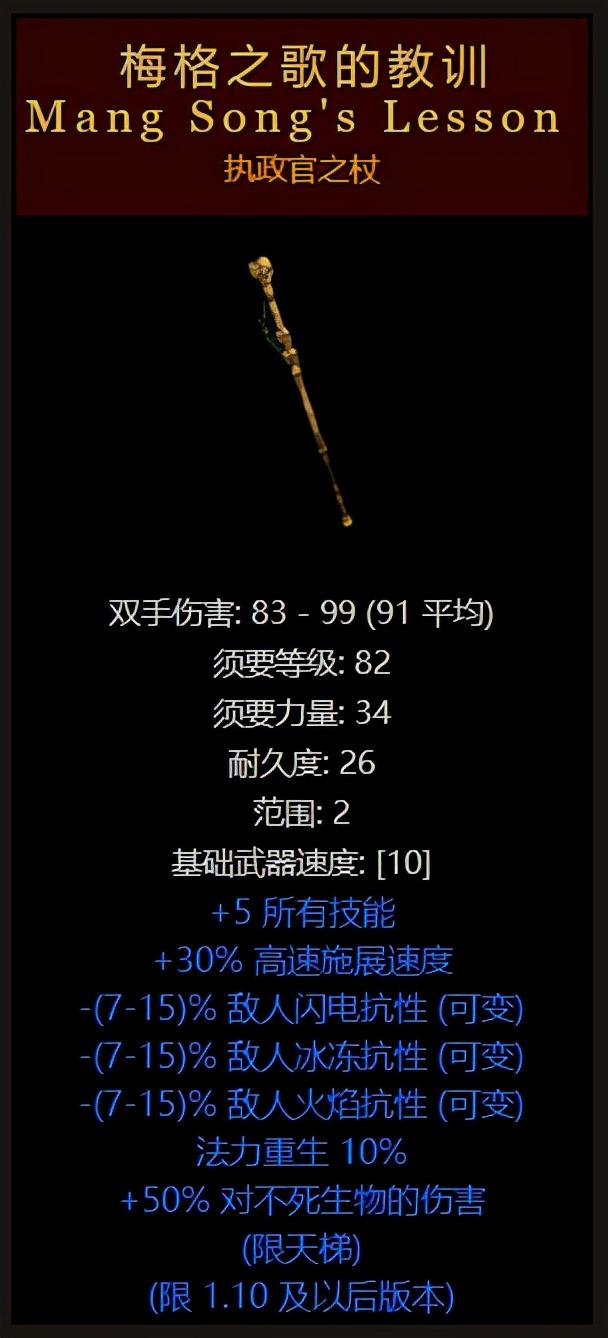 梅格之歌的教训
Mang Song's Lesson
执政官之杖
双手伤害: 83 - 99 (91 平均)
须要等级: 82
须要力量: 34
耐久度: 26
范围: 2
基础武器速度: [10]
+5 所有技能
+30% 高速施展速度
-(7-15)% 敌人闪电抗性 (可变)
-(7-15)% 敌人冰冻抗性 (可变)
-(7-15)% 敌人火焰抗性 (可变)
法力重生 10%
+50% 对不死生物的伤害
(限天梯)
(限 1.10 及以后版本)